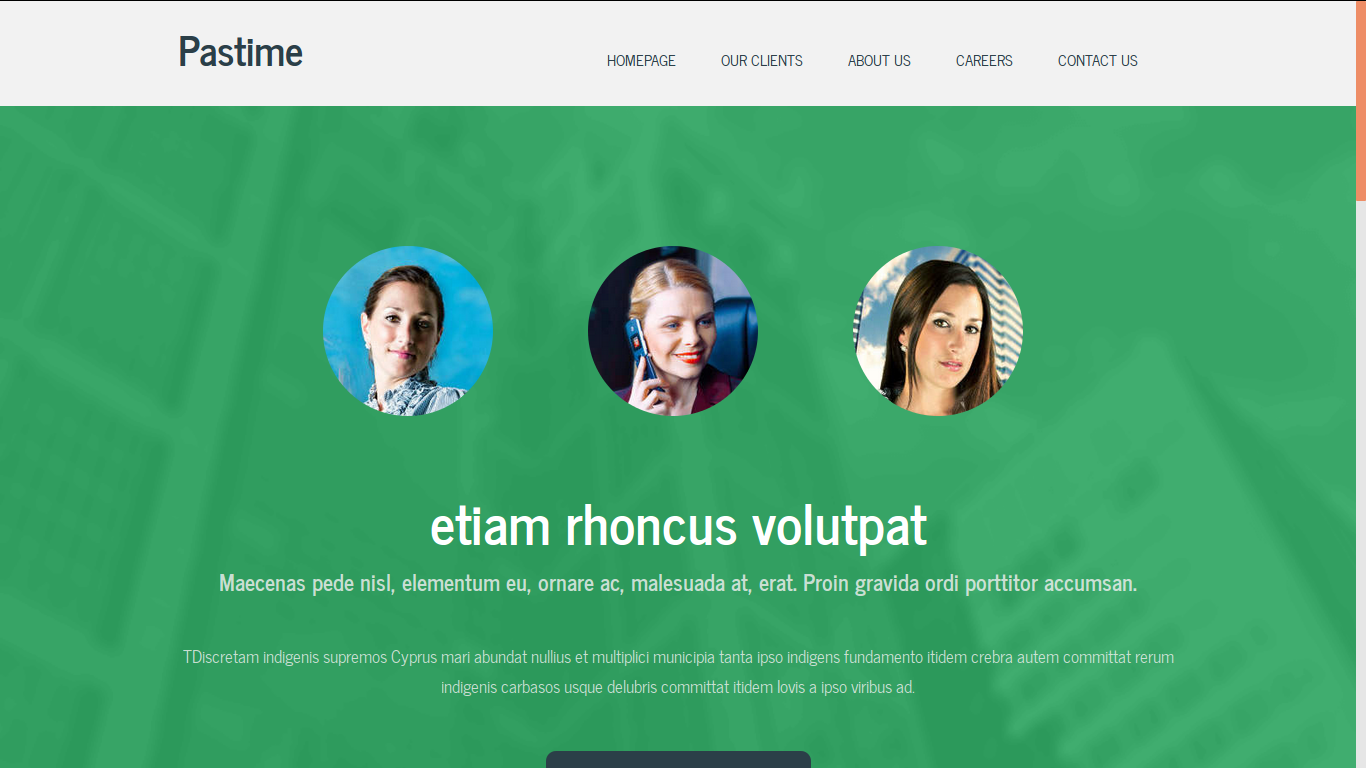 Pastime
HOMEPAGE OUR CLIENTS ABOUT US CAREERS CONTACT US
etiam rhoncus volutpat
Maecenas pede nisl, elementum eu, ornare ac, malesuada at, erat. Proin gravida ordi porttitor accumsan.
TDiscretam indigenis supremos Cyprus mari abundat nullius et multiplici municipia tanta ipso indigens fundamento itidem crebra autem committat rerum
indigenis carbasos usque delubris committat itidem lovis a ipso viribus ad.